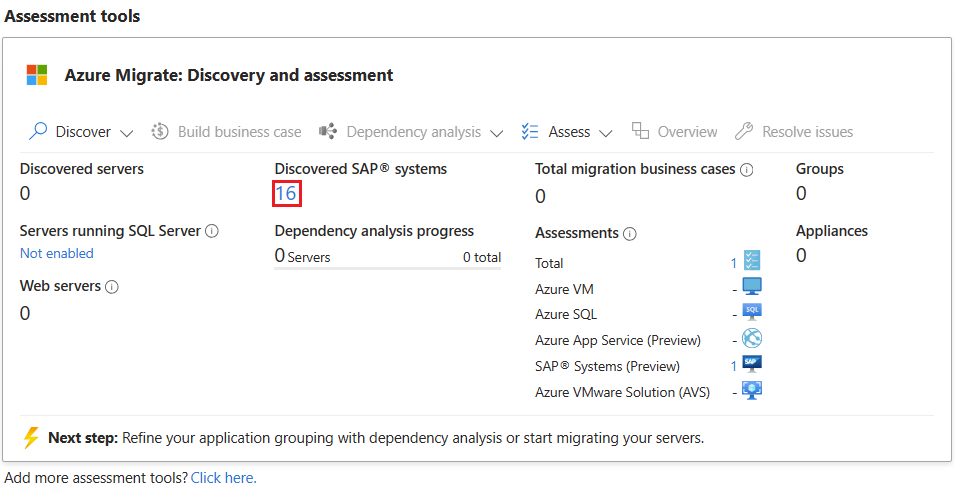 Assessment tools
Azure Migrate: Discovery and assessment
Discover Build business case Dependency analysis Assess Overview Resolve issues
Discovered servers
0
Discovered SAP® systems
16
Total migration business cases
0
Groups
0
Servers running SQL Server
Not enabled
Dependency analysis progress
0 Servers 0 total
Assessments
Appliances
0
Web servers
0
Total 1
Azure VM -
Azure SQL - SQL
Azure App Service (Preview) -
SAP® Systems (Preview) 1 SAP
Azure VMware Solution (AVS) -
Next step: Refine your application grouping with dependency analysis or start migrating your servers.
Add more assessment tools? Click here.